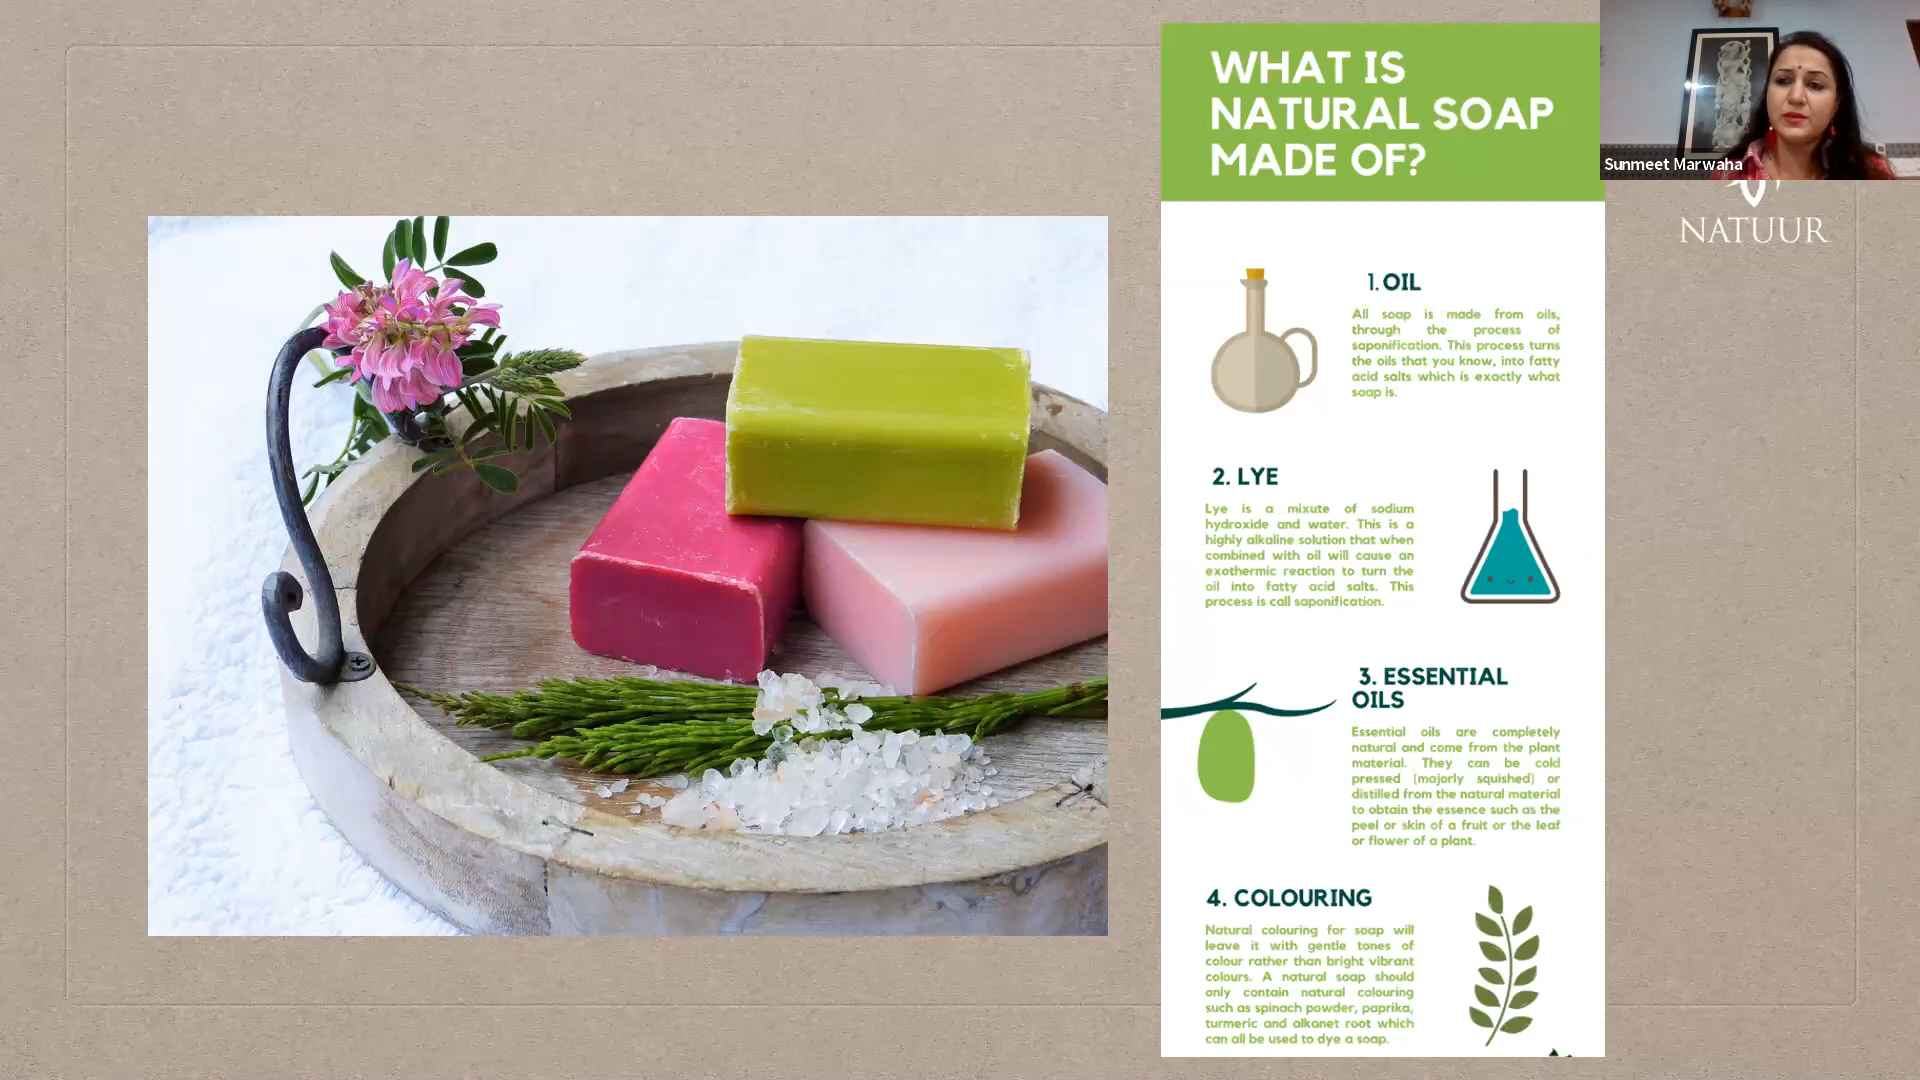 WHAT IS
NATURAL SOAP
MADE OF?
Sunmeet Marwaha
NATUUR
1. OIL
All soap is made from oils,
through the process of
saponification. This process turns
the oils that you know, into fatty
acid salts which is exactly what
soap is.
2. LYE
Lye is a mixute of sodium
hydroxide and water. This is a
highly alkaline solution that when
combined with oil will cause an
exothermic reaction to turn the
oil into fatty acid salts. This
process is call saponification.
3. ESSENTIAL
OILS
Essential oils are completely
natural and come from the plant
material. They can be cold
pressed (majorly squished) or
distilled from the natural material
to obtain the essence such as the
peel or skin of a fruit or the leaf
or flower of a plant.
4. COLOURING
Natural colouring for soap will
leave it with gentle tones of
colour rather than bright vibrant
colours. A natural soap should
only contain natural colouring
such as spinach powder, paprika,
turmeric and alkanet root which
can all be used to dye a soap.